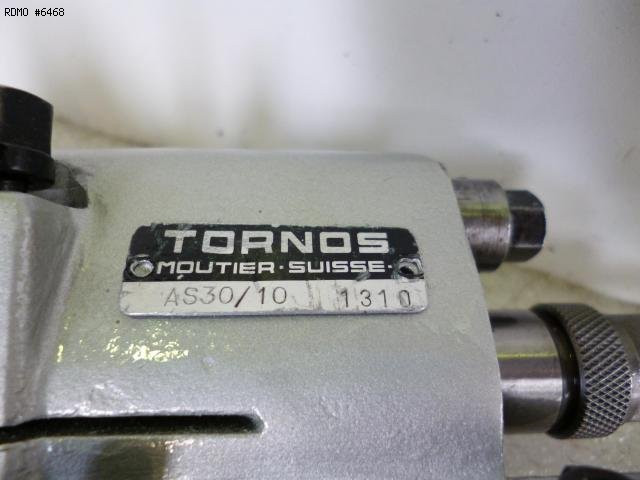 RDMO #6468
TORNOS
MOUTIER·SUISSE·
AS30/10 1310